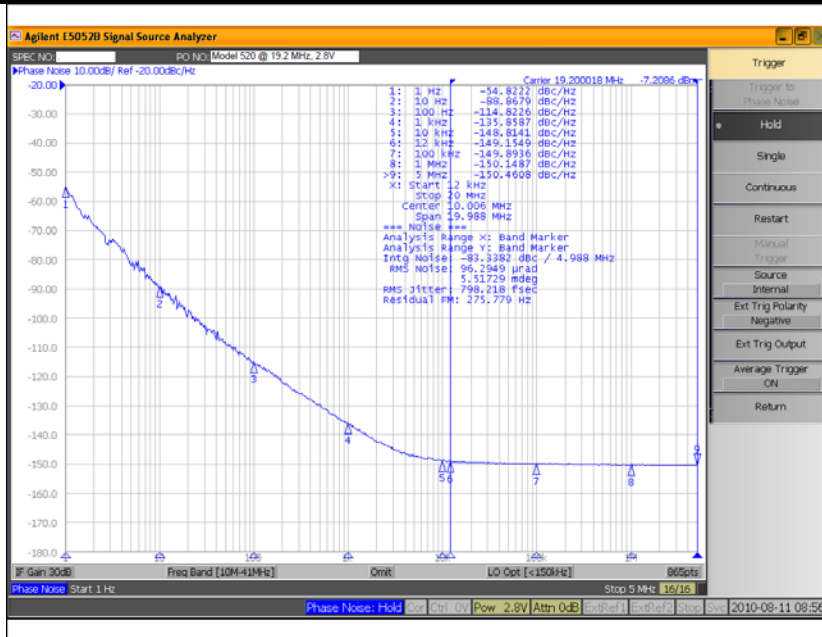 Agilent E5052B Signal Source Analyzer
SPEC NO: PO NO: Model 520 @ 19.2 MHz, 2.8V
Phase Noise 10.00dB/ Ref -20.00dBc/Hz
Carrier 19.200018 MHz -7.2086 dBm
-20.00
-30.00
-40.00
-50.00
-60.00
-70.00
-80.00
-90.00
-100.0
-110.0
-120.0
-130.0
-140.0
-150.0
-160.0
-170.0
-180.0
1: 1 Hz -54.8222 dBc/Hz
2: 10 Hz -88.8679 dBc/Hz
3: 100 Hz -114.8226 dBc/Hz
4: 1 kHz -135.8587 dBc/Hz
5: 10 kHz -148.8141 dBc/Hz
6: 12 kHz -149.1549 dBc/Hz
7: 100 kHz -149.8936 dBc/Hz
8: 1 MHz -150.1487 dBc/Hz
>9: 5 MHz -150.4608 dBc/Hz
X: Start 12 kHz
Stop 20 MHz
Center 10.006 MHz
Span 19.988 MHz
=== Noise ===
Analysis Range X: Band Marker
Analysis Range Y: Band Marker
Intg Noise: -83.3382 dBc / 4.988 MHz
RMS Noise: 96.2949 µrad
5.51729 mdeg
RMS Jitter: 798.218 fsec
Residual FM: 275.779 Hz
1
2
3
4
5
6
7
8
9
1 10 100 1K 10K 100K 1M
IF Gain 30dB Freq Band [10M-41MHz] Omit LO Opt [<150kHz] 865pts
Phase Noise Start 1 Hz Stop 5 MHz 16/16
Phase Noise: Hold Cor Ctrl 0V Pow 2.8V Attn 0dB ExtRef1 ExtRef2 Stop Svc 2010-08-11 08:56
Trigger
Trigger to
Phase Noise
Hold
Single
Continuous
Restart
Manual
Trigger
Source
Internal
Ext Trig Polarity
Negative
Ext Trig Output
Average Trigger
ON
Return